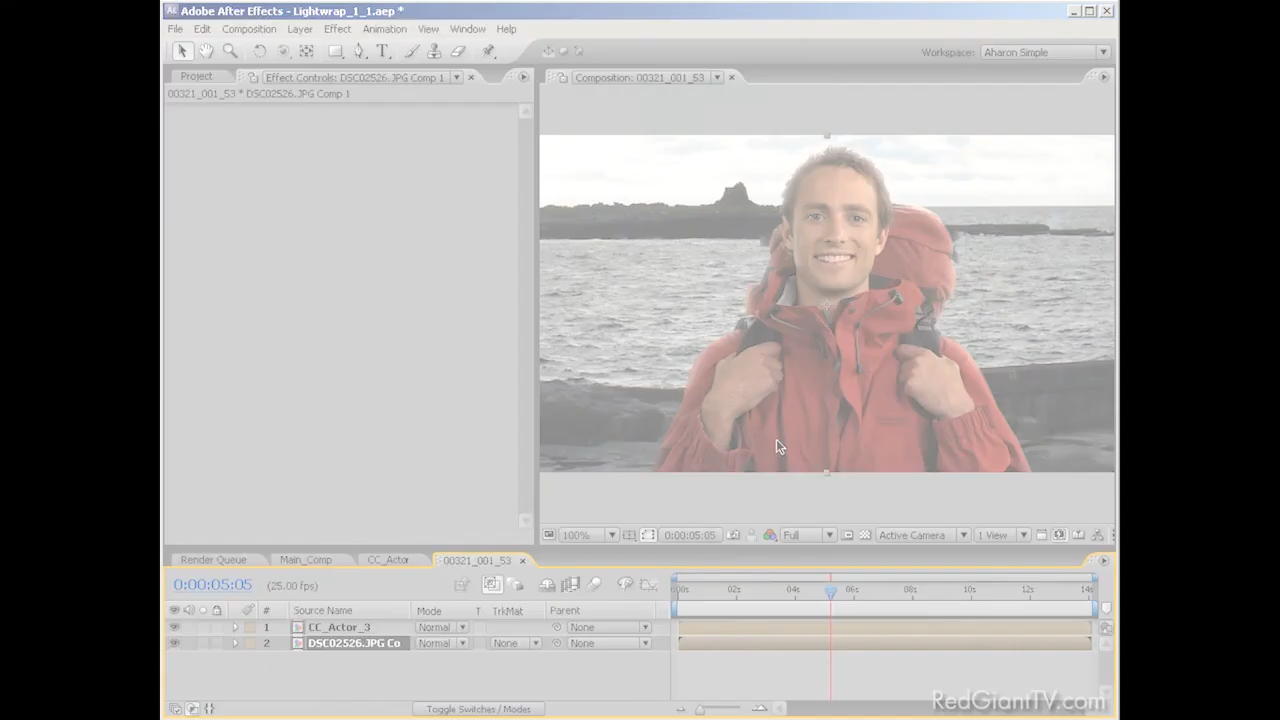 Adobe After Effects - Lightwrap_1_1.aep *
File Edit Composition Layer Effect Animation View Window Help
Workspace: Aharon Simple
Project Effect Controls: DSC02526.JPG Comp 1 Composition: 00321_001_53
00321_001_53 * DSC02526.JPG Comp 1
100% 0:00:05:05 Full Active Camera 1 View
Render Queue Main_Comp CC_Actor 00321_001_53
0:00:05:05 (25.00 fps) :00s 02s 04s 06s 08s 10s 12s 14s
# Source Name Mode T TrkMat Parent
1 CC_Actor_3 Normal None
2 DSC02526.JPG Co Normal None None
Toggle Switches / Modes
RedGiantTV.com